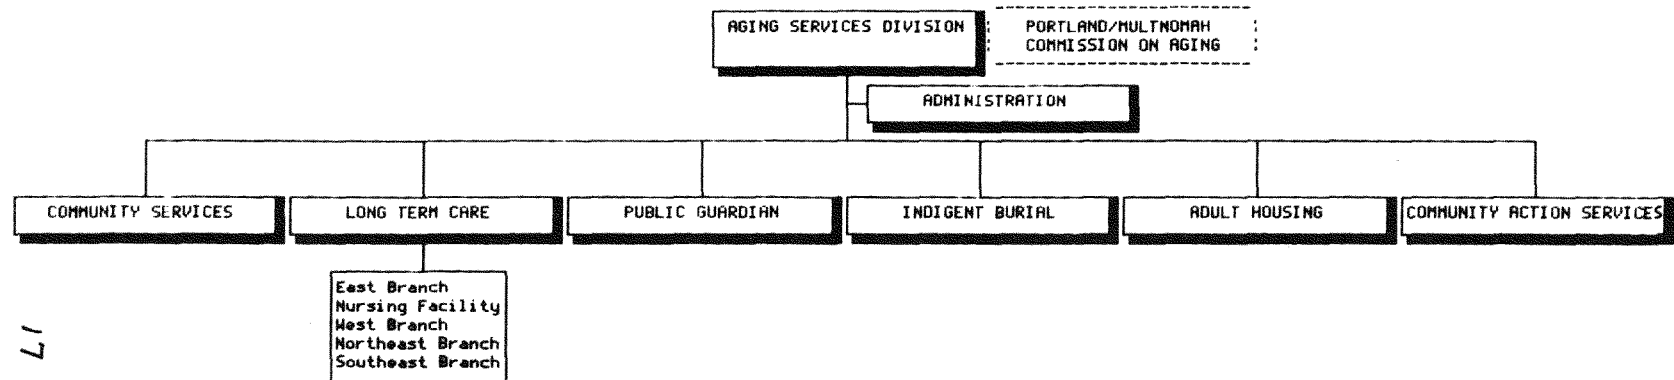 AGING SERVICES DIVISION
PORTLAND/MULTNOMAH
COMMISSION ON AGING
ADMINISTRATION
COMMUNITY SERVICES
LONG TERM CARE
PUBLIC GUARDIAN
INDIGENT BURIAL
ADULT HOUSING
COMMUNITY ACTION SERVICES
East Branch
Nursing Facility
West Branch
Northeast Branch
Southeast Branch
17